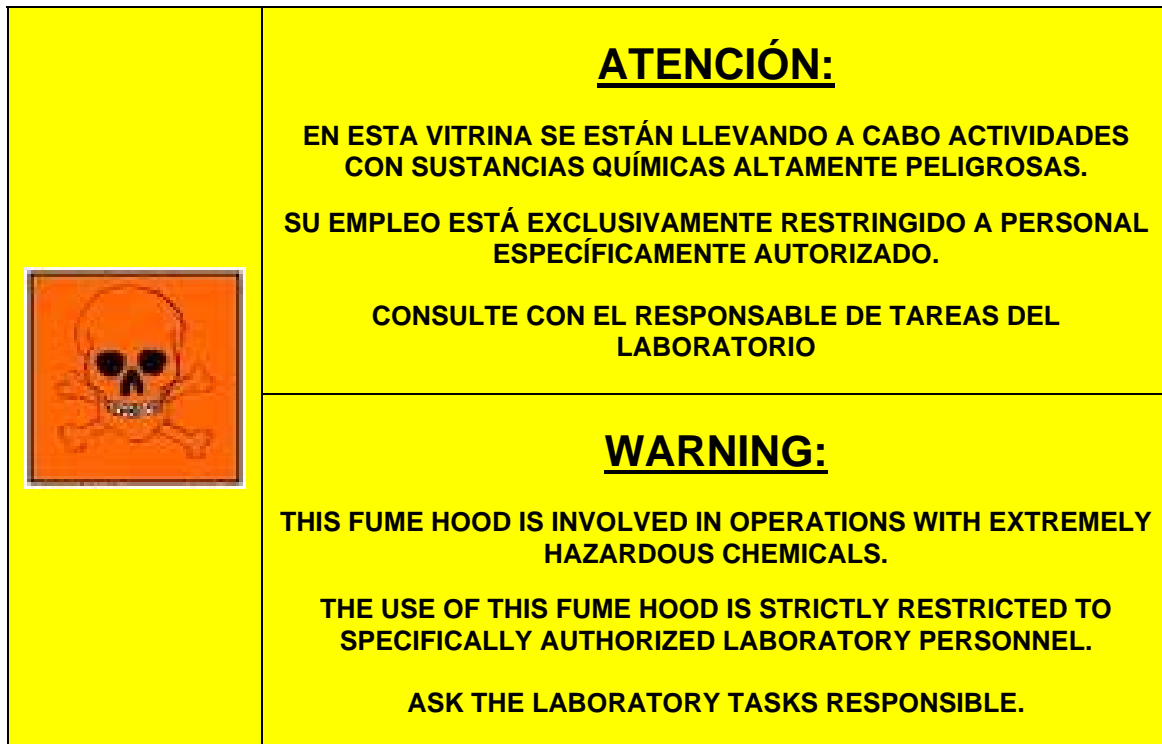 ATENCIÓN:
EN ESTA VITRINA SE ESTÁN LLEVANDO A CABO ACTIVIDADES
CON SUSTANCIAS QUÍMICAS ALTAMENTE PELIGROSAS.
SU EMPLEO ESTÁ EXCLUSIVAMENTE RESTRINGIDO A PERSONAL
ESPECÍFICAMENTE AUTORIZADO.
CONSULTE CON EL RESPONSABLE DE TAREAS DEL
LABORATORIO
WARNING:
THIS FUME HOOD IS INVOLVED IN OPERATIONS WITH EXTREMELY
HAZARDOUS CHEMICALS.
THE USE OF THIS FUME HOOD IS STRICTLY RESTRICTED TO
SPECIFICALLY AUTHORIZED LABORATORY PERSONNEL.
ASK THE LABORATORY TASKS RESPONSIBLE.